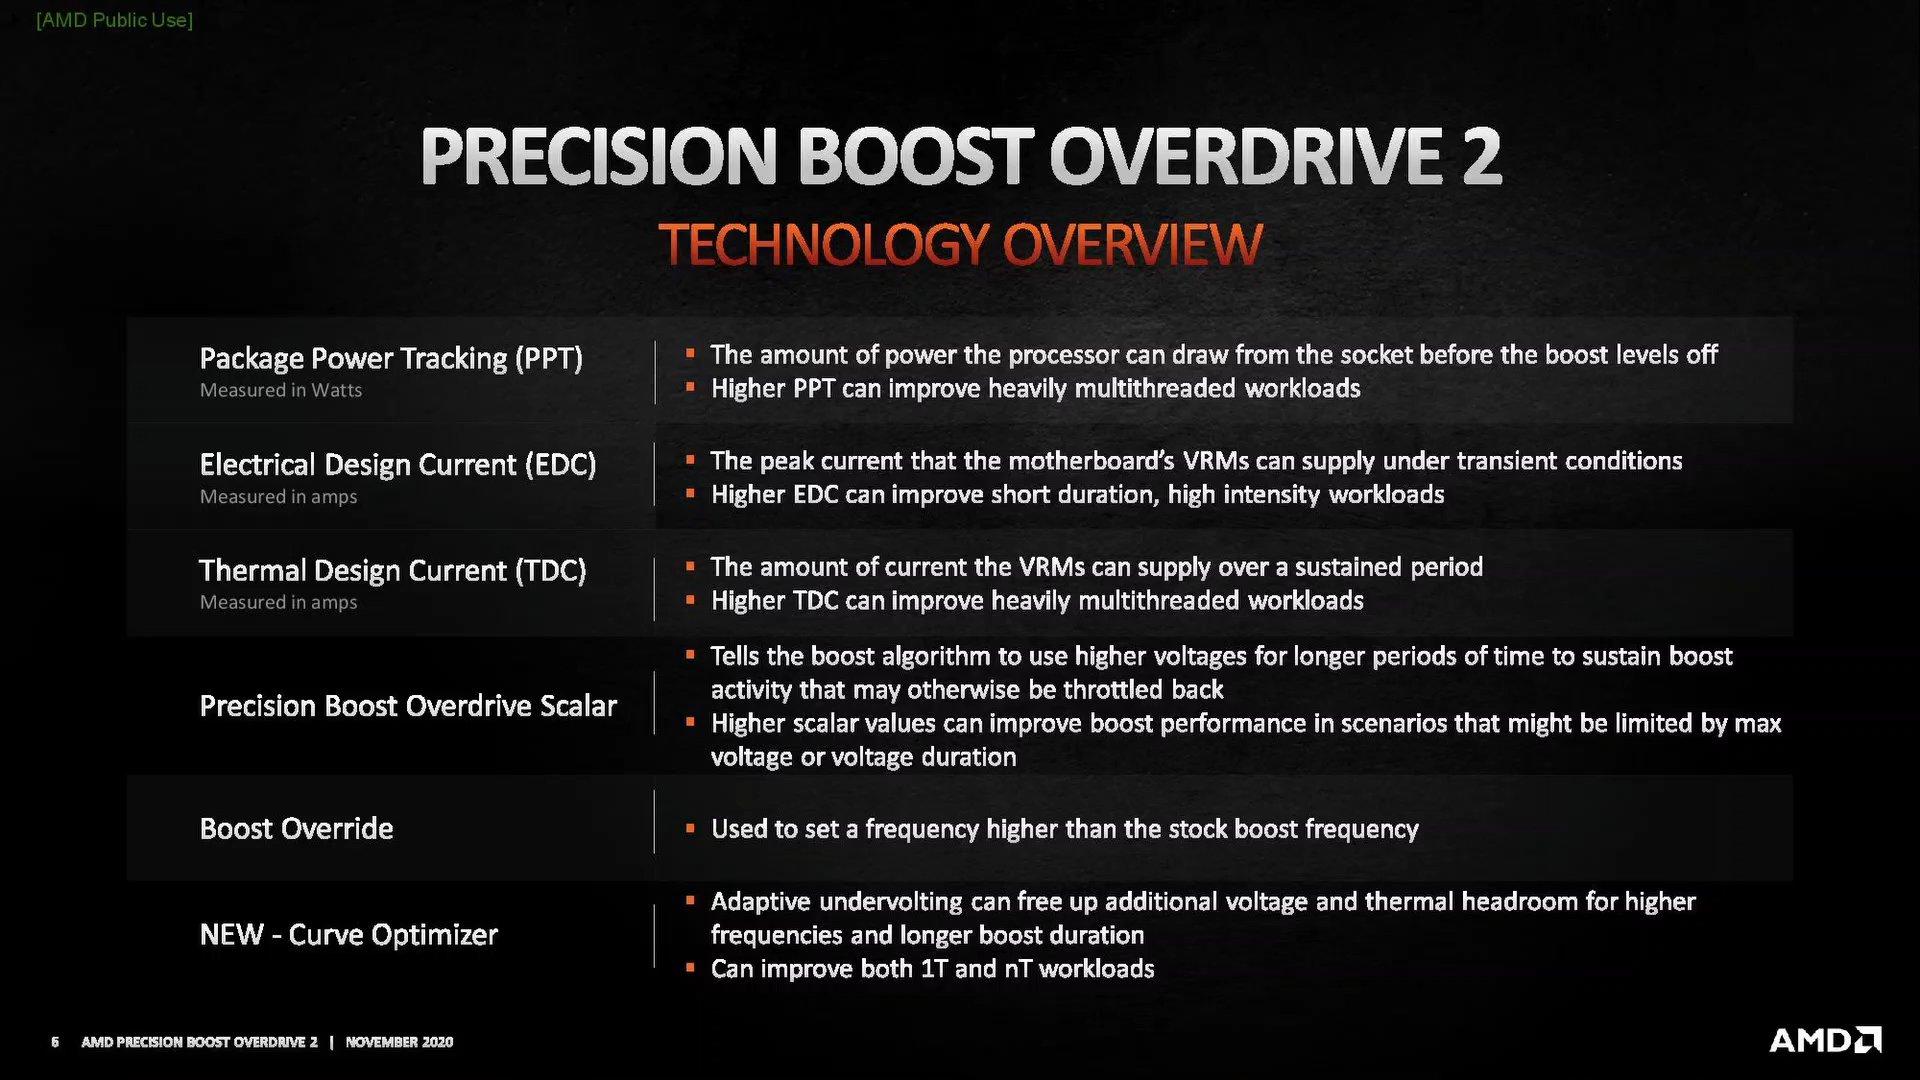 [AMD Public Use]
PRECISION BOOST OVERDRIVE 2
TECHNOLOGY OVERVIEW
Package Power Tracking (PPT)
Measured in Watts
▪ The amount of power the processor can draw from the socket before the boost levels off
▪ Higher PPT can improve heavily multithreaded workloads
Electrical Design Current (EDC)
Measured in amps
▪ The peak current that the motherboard's VRMs can supply under transient conditions
▪ Higher EDC can improve short duration, high intensity workloads
Thermal Design Current (TDC)
Measured in amps
▪ The amount of current the VRMs can supply over a sustained period
▪ Higher TDC can improve heavily multithreaded workloads
Precision Boost Overdrive Scalar
▪ Tells the boost algorithm to use higher voltages for longer periods of time to sustain boost
activity that may otherwise be throttled back
▪ Higher scalar values can improve boost performance in scenarios that might be limited by max
voltage or voltage duration
Boost Override
▪ Used to set a frequency higher than the stock boost frequency
NEW - Curve Optimizer
▪ Adaptive undervolting can free up additional voltage and thermal headroom for higher
frequencies and longer boost duration
▪ Can improve both 1T and nT workloads
6 AMD PRECISION BOOST OVERDRIVE 2 | NOVEMBER 2020
AMD